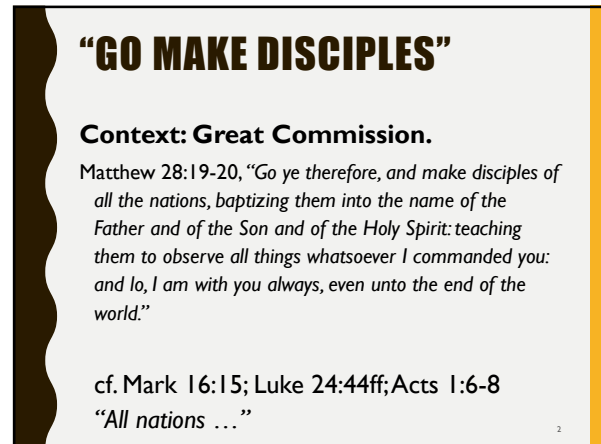 “GO MAKE DISCIPLES”
Context: Great Commission.
Matthew 28:19-20, “Go ye therefore, and make disciples of
all the nations, baptizing them into the name of the
Father and of the Son and of the Holy Spirit: teaching
them to observe all things whatsoever I commanded you:
and lo, I am with you always, even unto the end of the
world.”
cf. Mark 16:15; Luke 24:44ff; Acts 1:6-8
“All nations …”
2